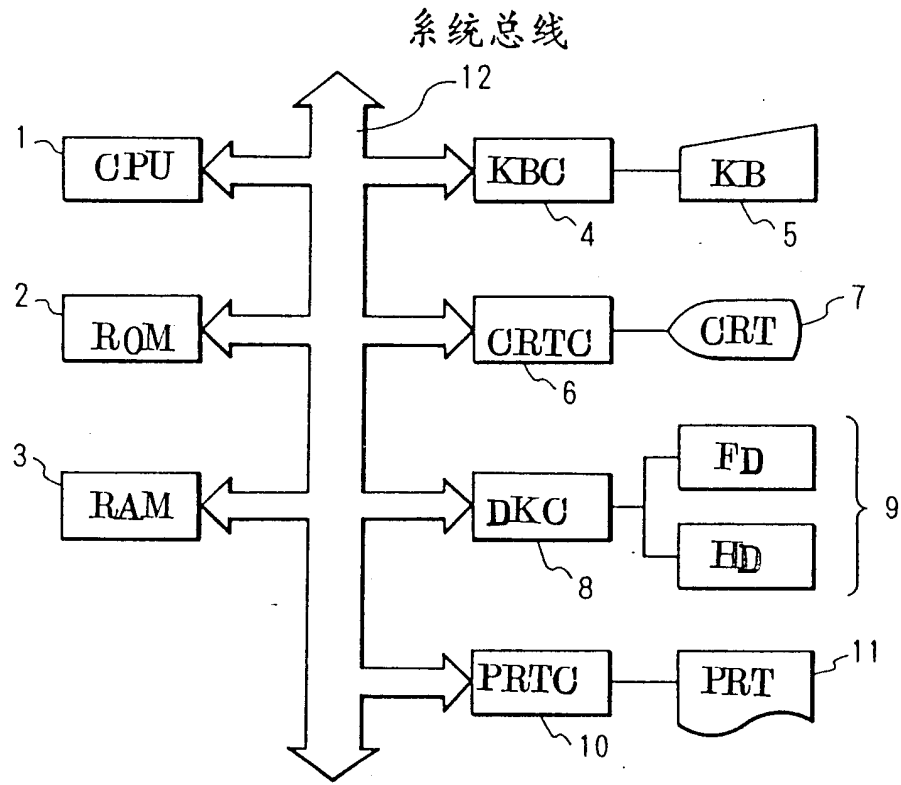 系统总线
12
1
CPU
KBC
KB
4
5
2
ROM
CRTC
CRT
7
6
3
RAM
DKC
FD
HD
9
8
PRTC
PRT
11
10